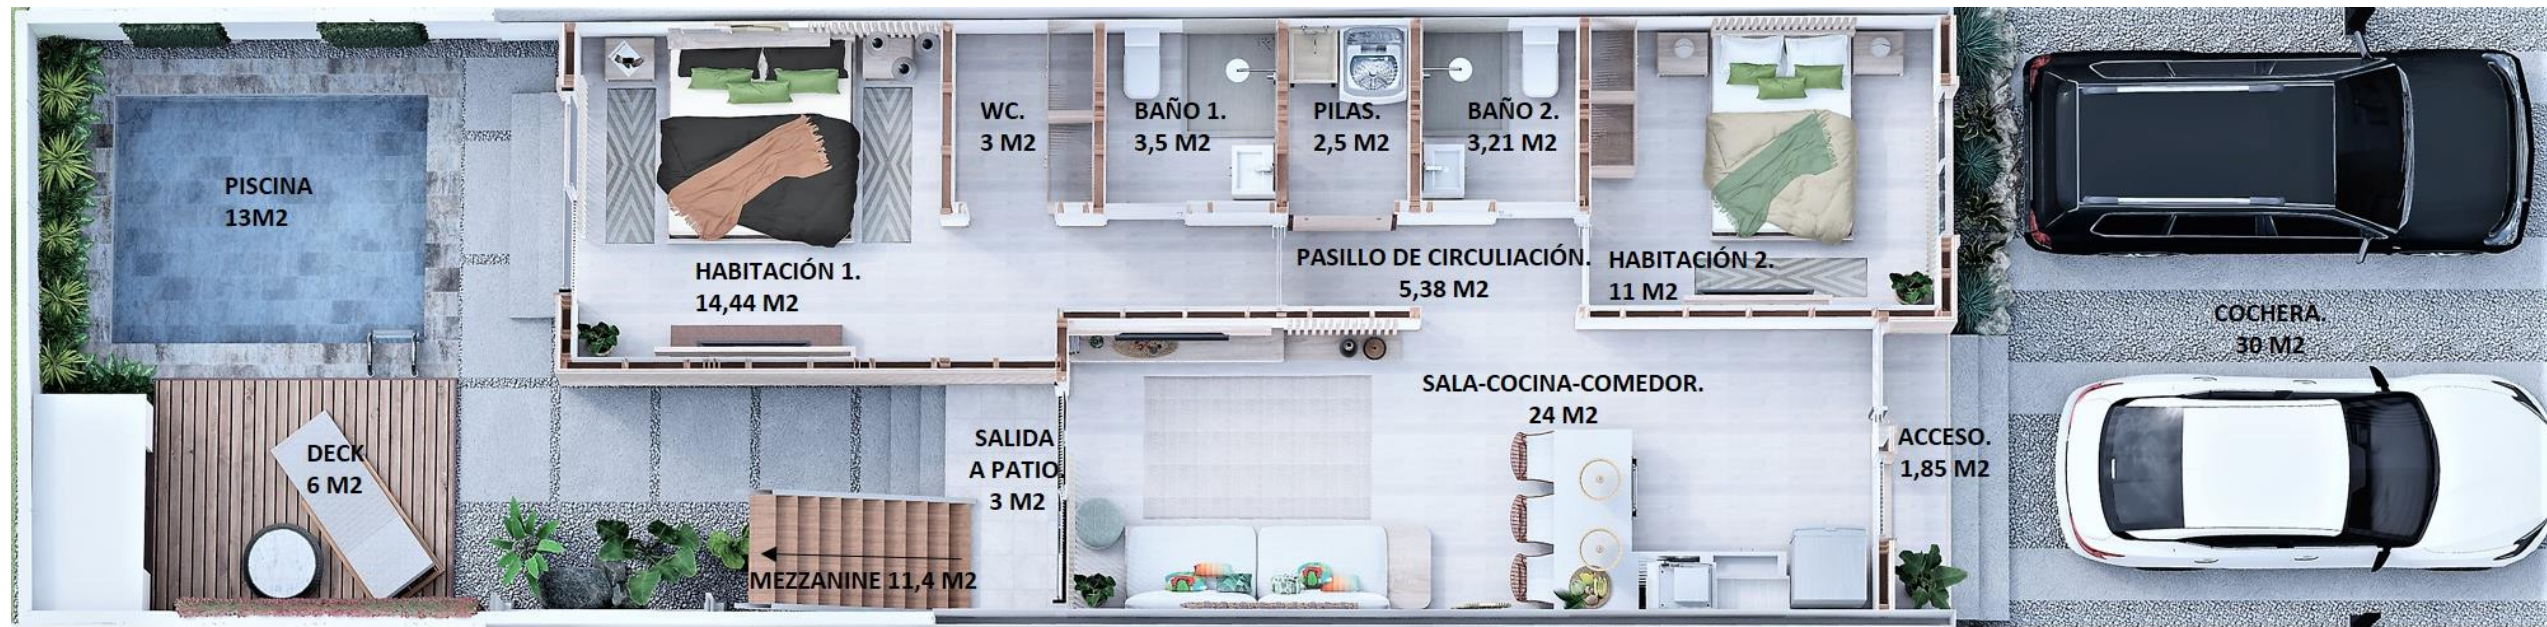 PISCINA
13M2
DECK
6 M2
HABITACIÓN 1.
14,44 M2
WC.
3 M2
BAÑO 1.
3,5 M2
PILAS.
2,5 M2
BAÑO 2.
3,21 M2
PASILLO DE CIRCULIACIÓN.
5,38 M2
HABITACIÓN 2.
11 M2
SALIDA
A PATIO
3 M2
MEZZANINE 11,4 M2
SALA-COCINA-COMEDOR.
24 M2
ACCESO.
1,85 M2
COCHERA.
30 M2